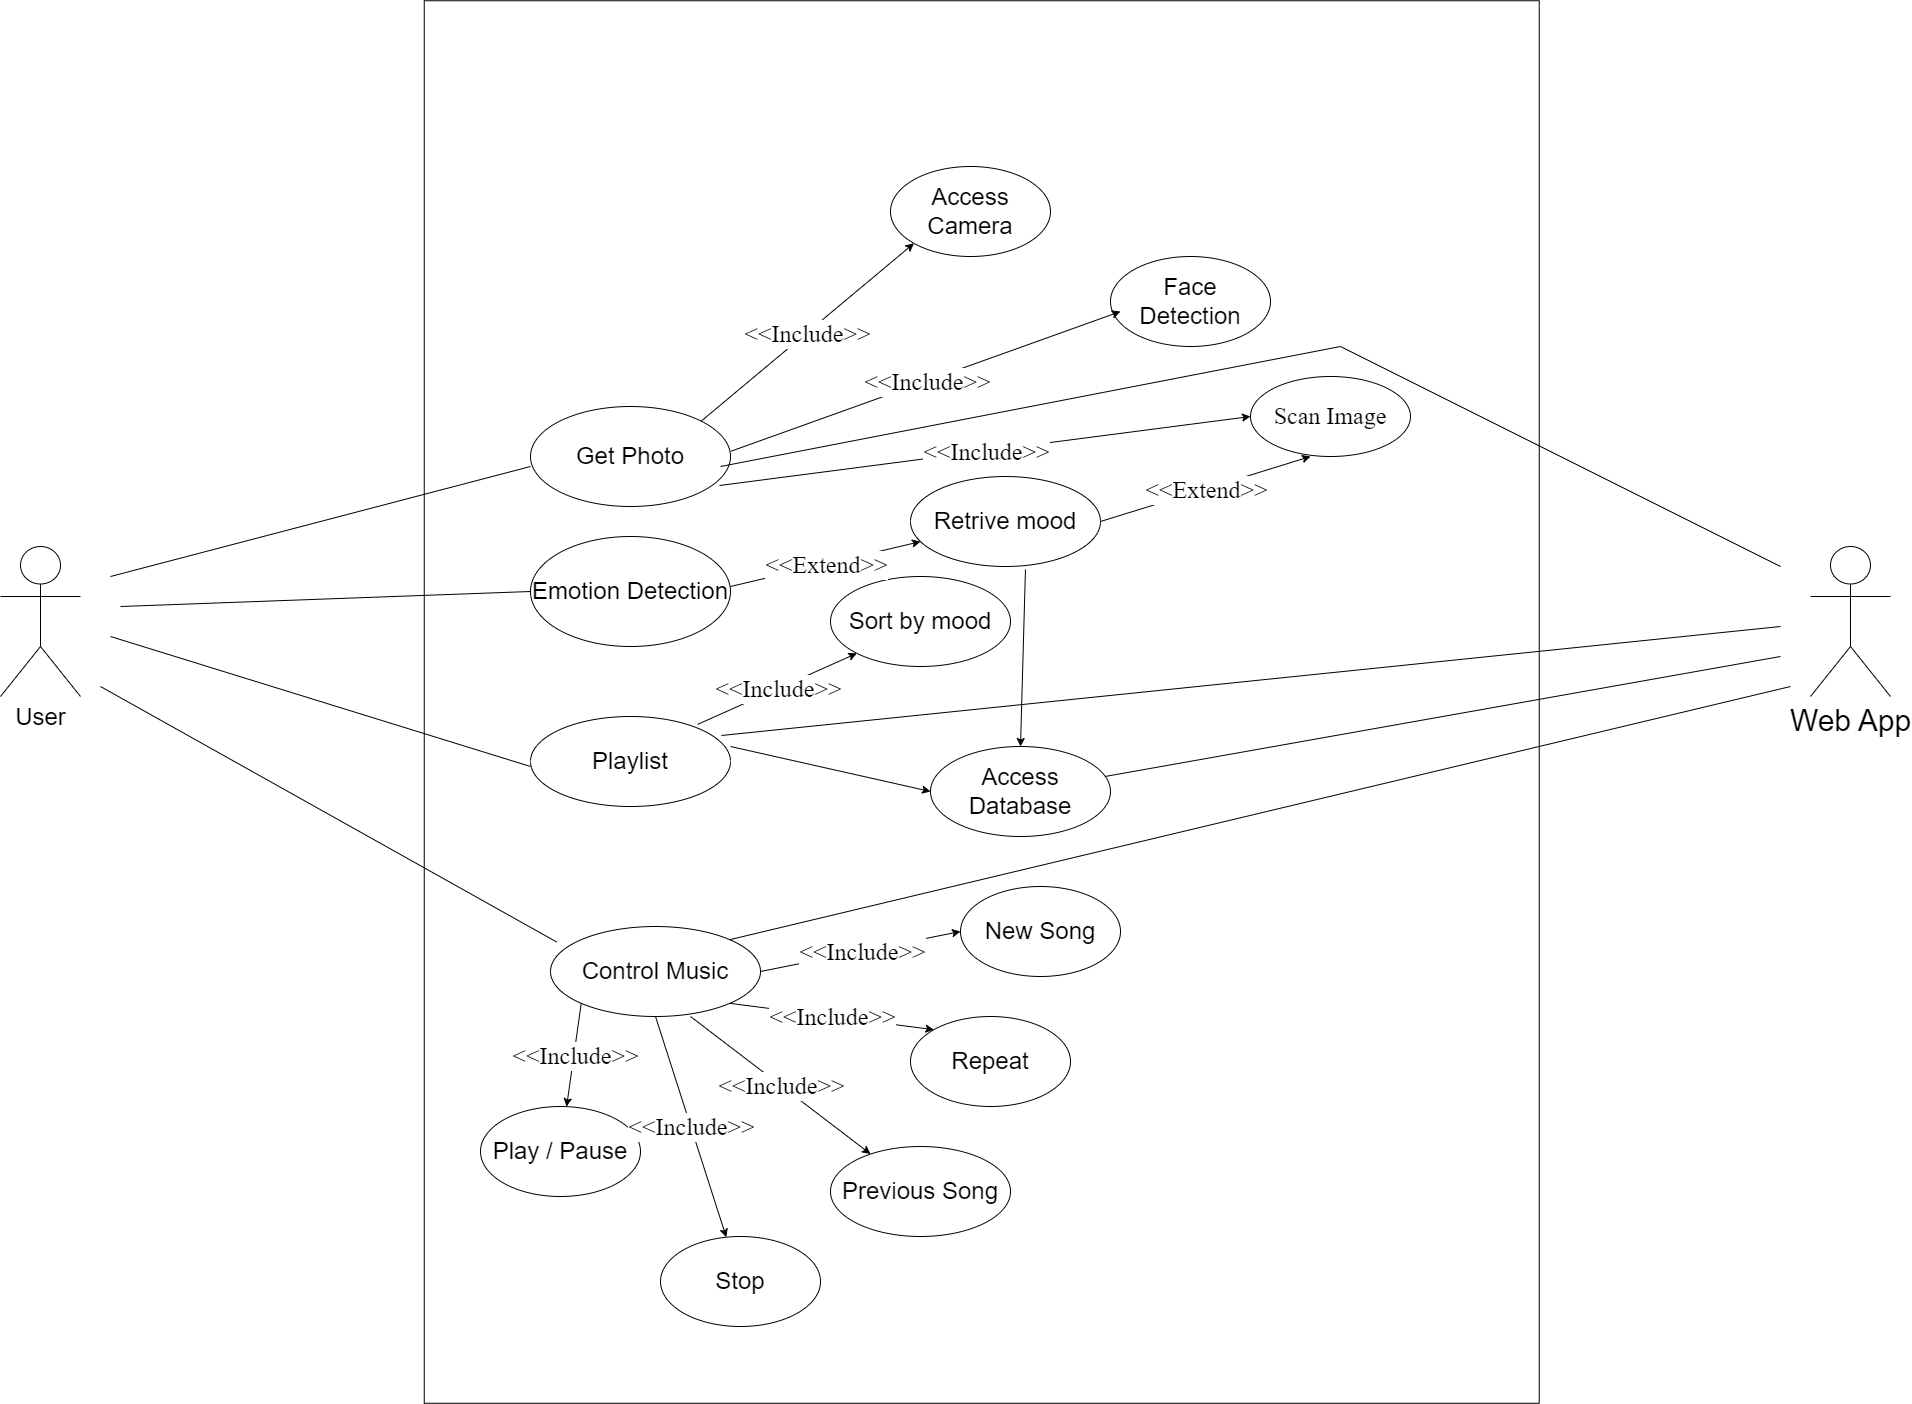 Access
Camera
Face
Detection
<<Include>>
<<Include>>
Scan Image
<<Include>>
Get Photo
<<Extend>>
Retrive mood
<<Extend>>
Emotion Detection
Sort by mood
<<Include>>
User
Web App
Playlist
Access
Database
New Song
<<Include>>
Control Music
<<Include>>
Repeat
<<Include>>
<<Include>>
<<Include>>
Play / Pause
Previous Song
Stop